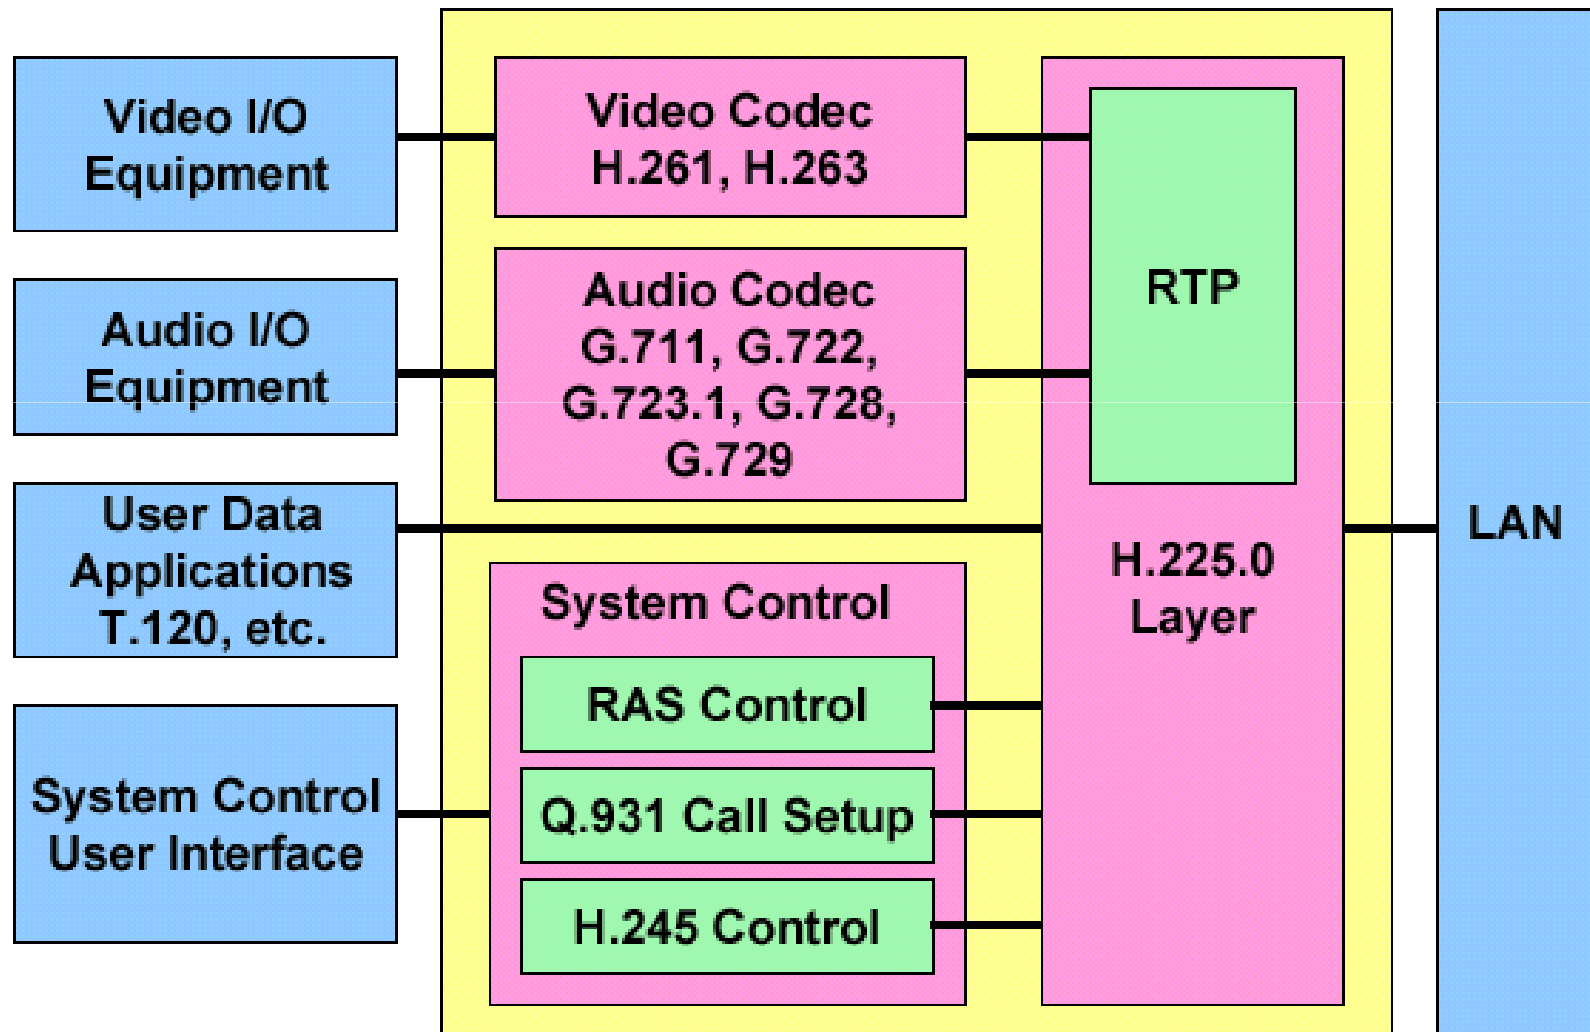 Video I/O
Equipment
Audio I/O
Equipment
User Data
Applications
T.120, etc.
System Control
User Interface
Video Codec
H.261, H.263
Audio Codec
G.711, G.722,
G.723.1, G.728,
G.729
System Control
RAS Control
Q.931 Call Setup
H.245 Control
RTP
H.225.0
Layer
LAN